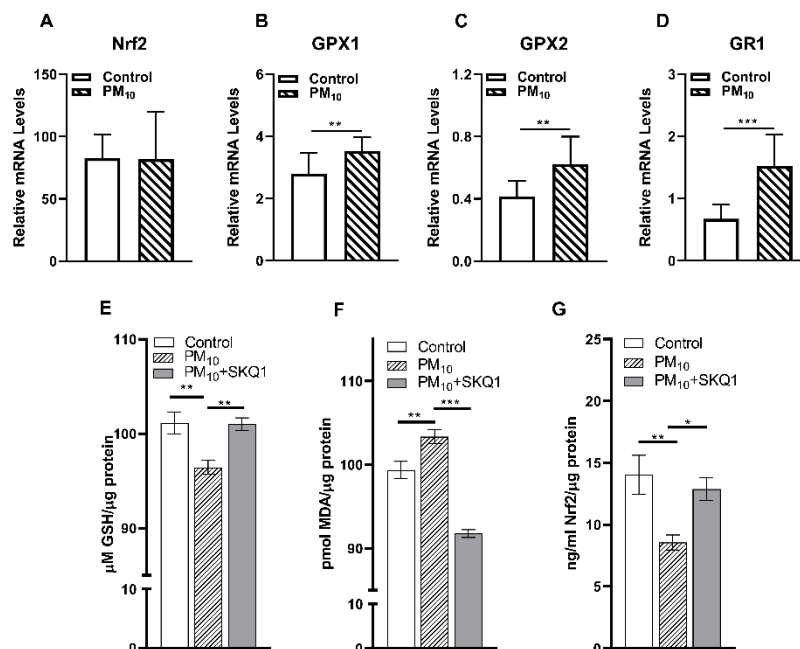 A
Nrf2
Relative mRNA Levels
150
100
50
0
Control
PM10
B
GPX1
Relative mRNA Levels
6
4
2
0
Control
PM10
**
C
GPX2
Relative mRNA Levels
1.2
0.8
0.4
0.0
Control
PM10
**
D
GR1
Relative mRNA Levels
3
2
1
0
Control
PM10
***
E
µM GSH/µg protein
110
100
90
10
0
Control
PM10
PM10+SKQ1
**
**
F
pmol MDA/µg protein
110
100
90
10
0
Control
PM10
PM10+SKQ1
**
***
G
ng/ml Nrf2/µg protein
25
20
15
10
5
0
Control
PM10
PM10+SKQ1
**
*